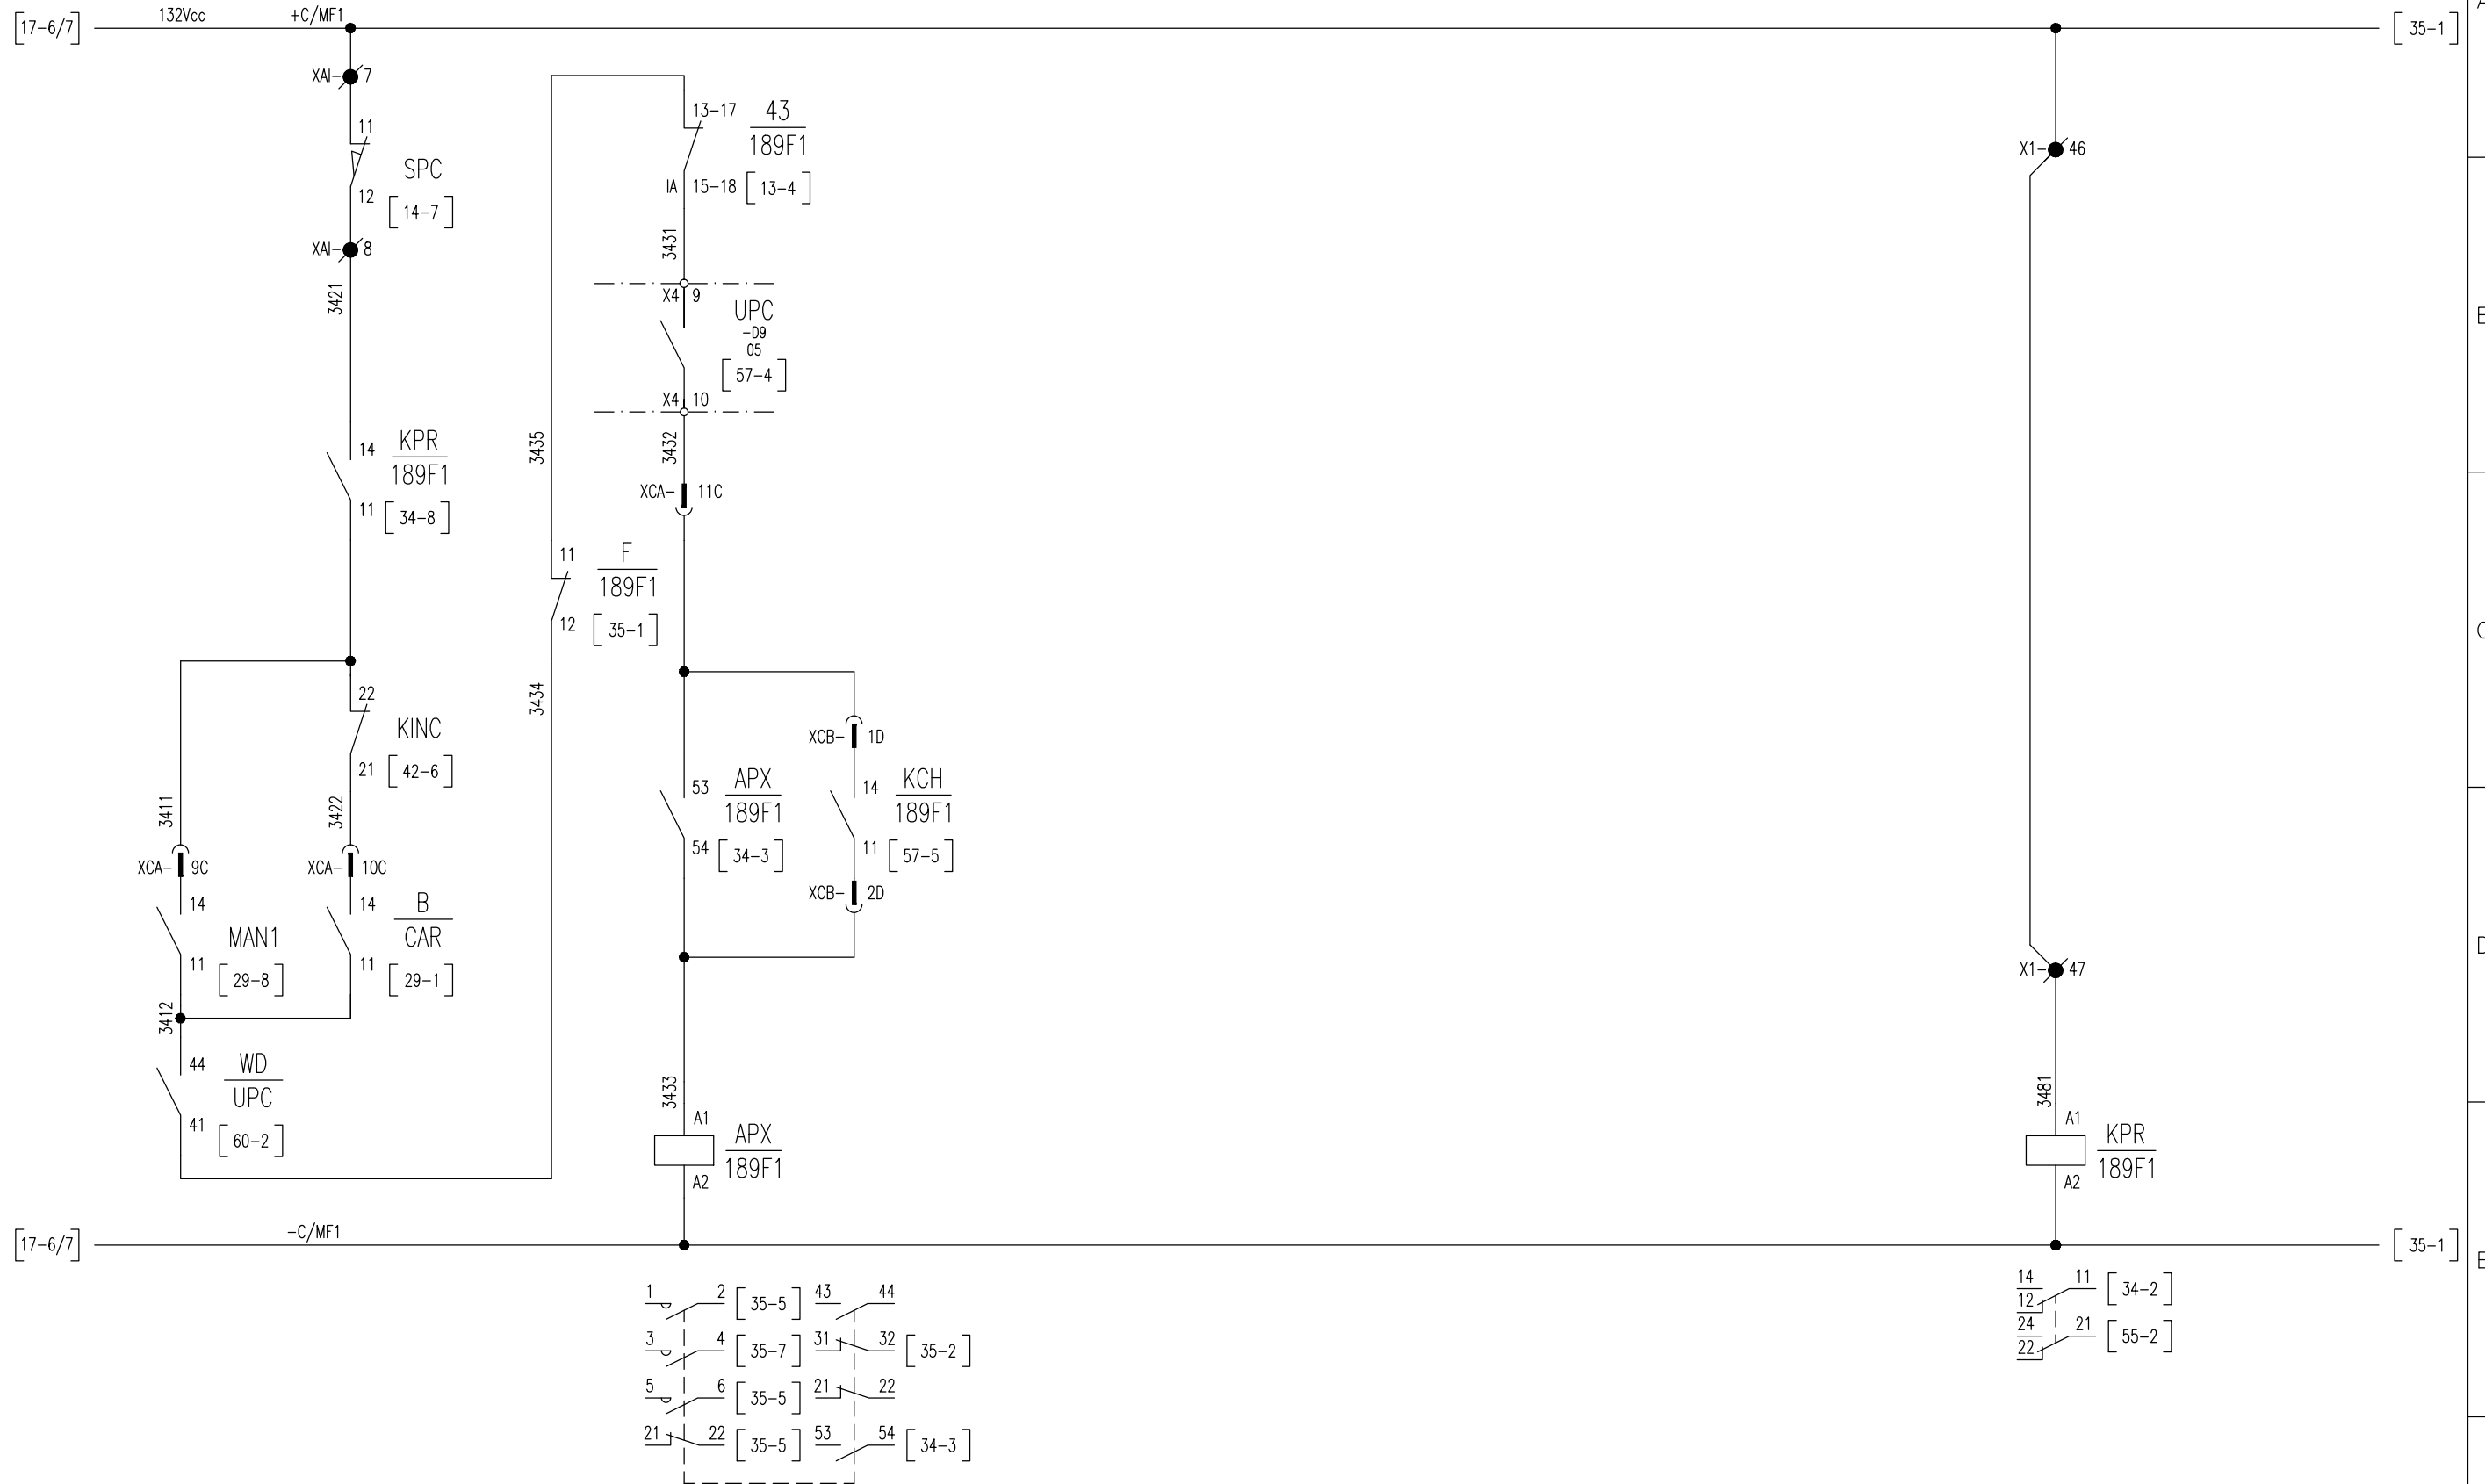 [17-6/7] 132Vcc +C/MF1 [35-1]
XAI- 7
11
SPC
12 [14-7]
XAI- 8
3421
14 KPR
189F1
11 [34-8]
22
KINC
21 [42-6]
3411
3422
XCA- 9C
XCA- 10C
14
MAN1
11 [29-8]
14 B
CAR
11 [29-1]
3412
44 WD
UPC
41 [60-2]
3435
11 F
189F1
12 [35-1]
3434
13-17 43
189F1
IA 15-18 [13-4]
3431
X4 9
UPC
-D9
05
[57-4]
X4 10
3432
XCA- 11C
53 APX
189F1
54 [34-3]
XCB- 1D
14 KCH
189F1
11 [57-5]
XCB- 2D
3433
A1
APX
189F1
A2
X1- 46
X1- 47
3481
A1
KPR
189F1
A2
[17-6/7] -C/MF1 [35-1]
1 2 [35-5] 43 44
3 4 [35-7] 31 32 [35-2]
5 6 [35-5] 21 22
21 22 [35-5] 53 54 [34-3]
14 11 [34-2]
12
24 21 [55-2]
22